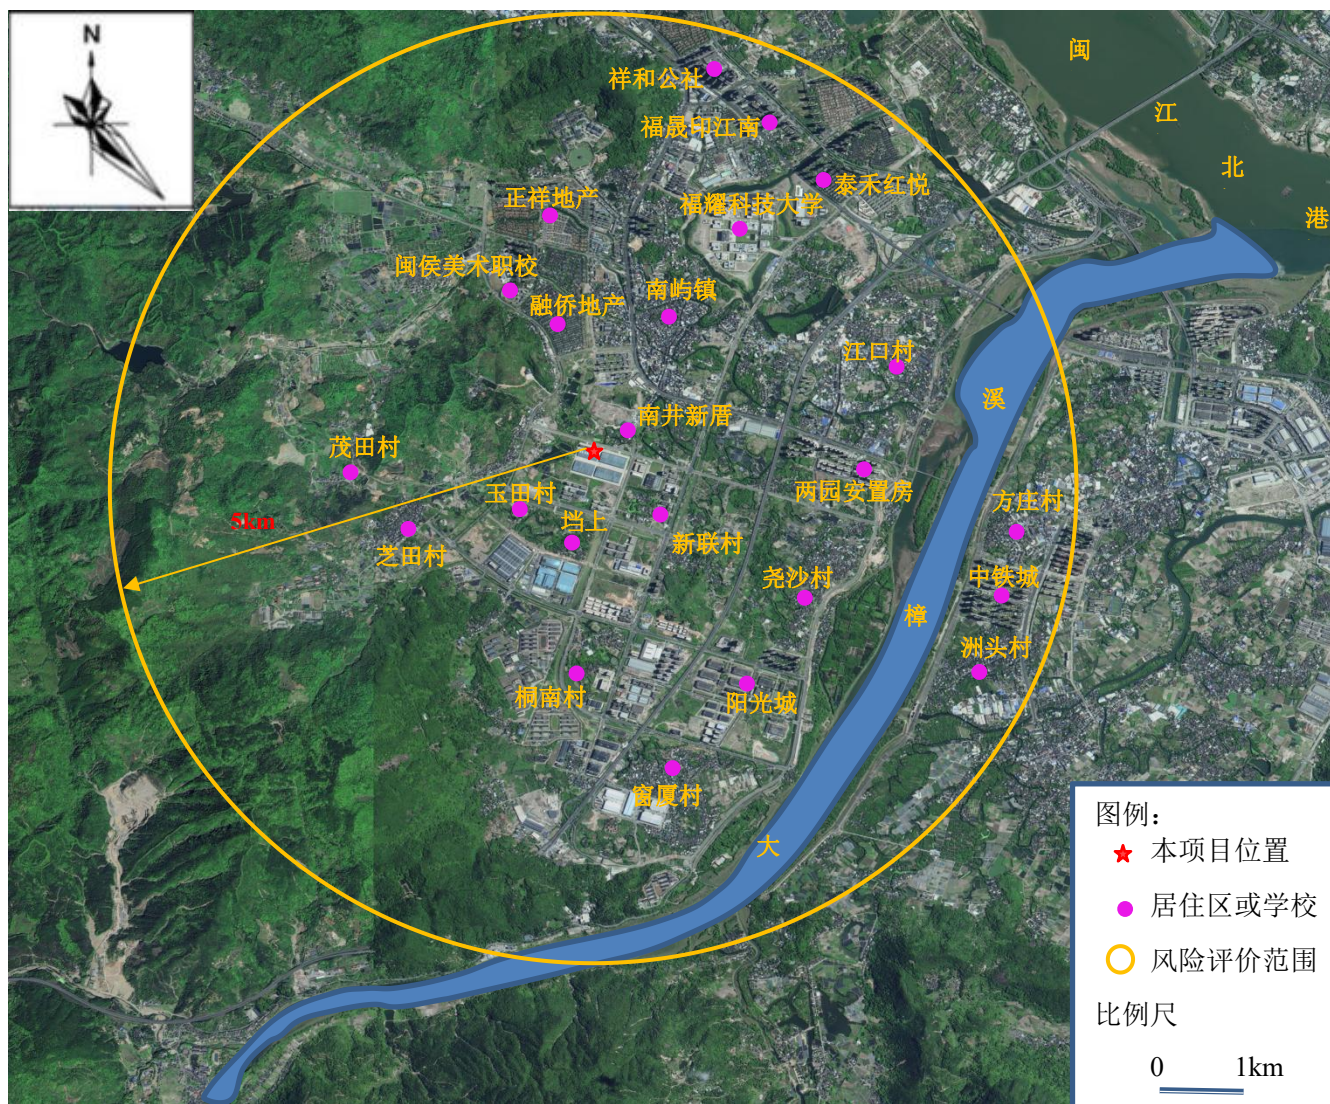 N
闽
江
北
港
祥和公社
福晟印江南
泰禾红悦
正祥地产
福耀科技大学
闽侯美术职校
融侨地产
南屿镇
江口村
溪
南井新厝
茂田村
玉田村
两园安置房
方庄村
5km
垱上
新联村
芝田村
尧沙村
中铁城
樟
洲头村
桐南村
阳光城
窗厦村
大
图例：
本项目位置
居住区或学校
风险评价范围
比例尺
0 1km